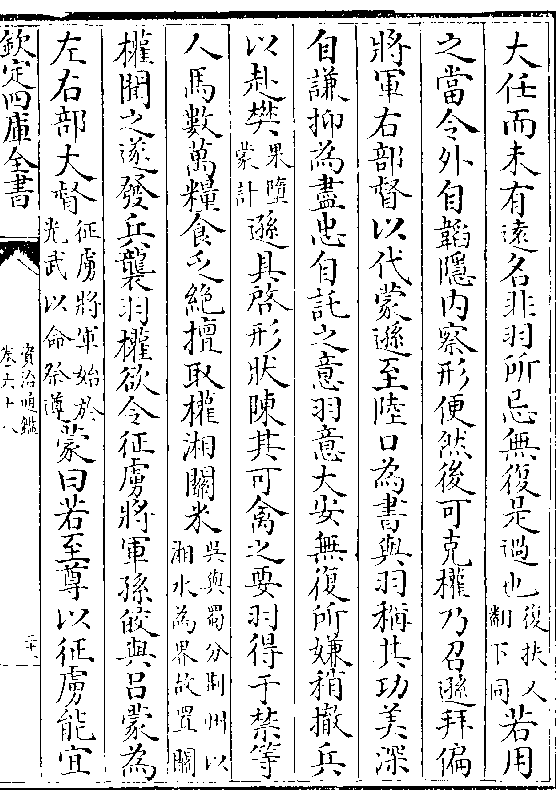 大任而未有遠名非羽所忌無復是過也復扶又翻下同若用
之當令外自韜隱内察形便然後可克權乃召遜拜偏
將軍右部督以代蒙遜至陸口為書與羽稱其功美深
自謙抑為盡忠自託之意羽意大安無復所嫌稍撤兵
以赴樊果墮蒙計遜具啓形狀陳其可禽之要羽得于禁等
人馬數萬糧食乏絶擅取權湘關米吳與蜀分荆州以湘水為界故置關
權聞之遂發兵襲羽權欲令征虜將軍孫皎與吕蒙為
左右部大督征虜將軍始於光武以命祭遵蒙曰若至尊以征虜能宜
欽定四庫全書
資治通鑑
卷六十八